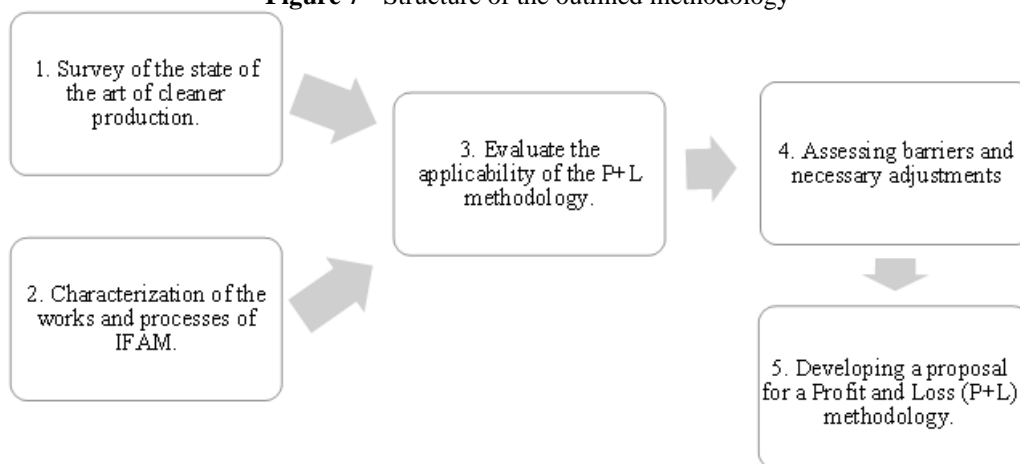 Figure 7 - Structure of the outlined methodology
1. Survey of the state of
the art of cleaner
production.
2. Characterization of the
works and processes of
IFAM.
3. Evaluate the
applicability of the P+L
methodology.
4. Assessing barriers and
necessary adjustments
5. Developing a proposal
for a Profit and Loss (P+L)
methodology.